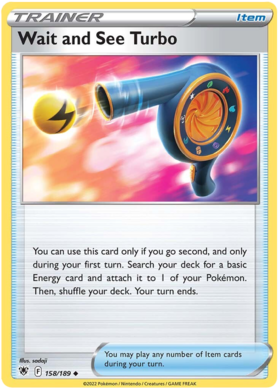 TRAINER Item
Wait and See Turbo
You can use this card only if you go second, and only
during your first turn. Search your deck for a basic
Energy card and attach it to 1 of your Pokémon.
Then, shuffle your deck. Your turn ends.
Illus. sadaji
F 158/189
You may play any number of Item cards
during your turn.
©2022 Pokémon / Nintendo / Creatures / GAME FREAK